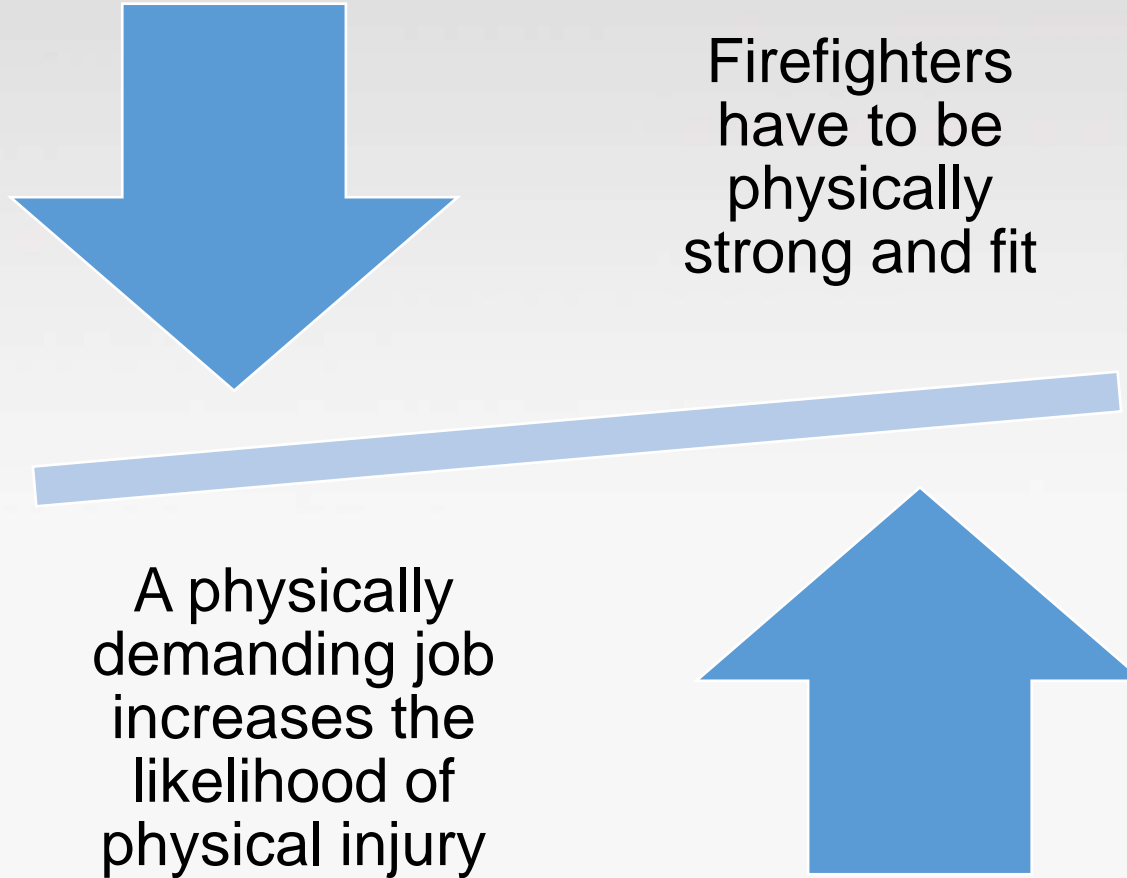 Firefighters
have to be
physically
strong and fit
A physically
demanding job
increases the
likelihood of
physical injury